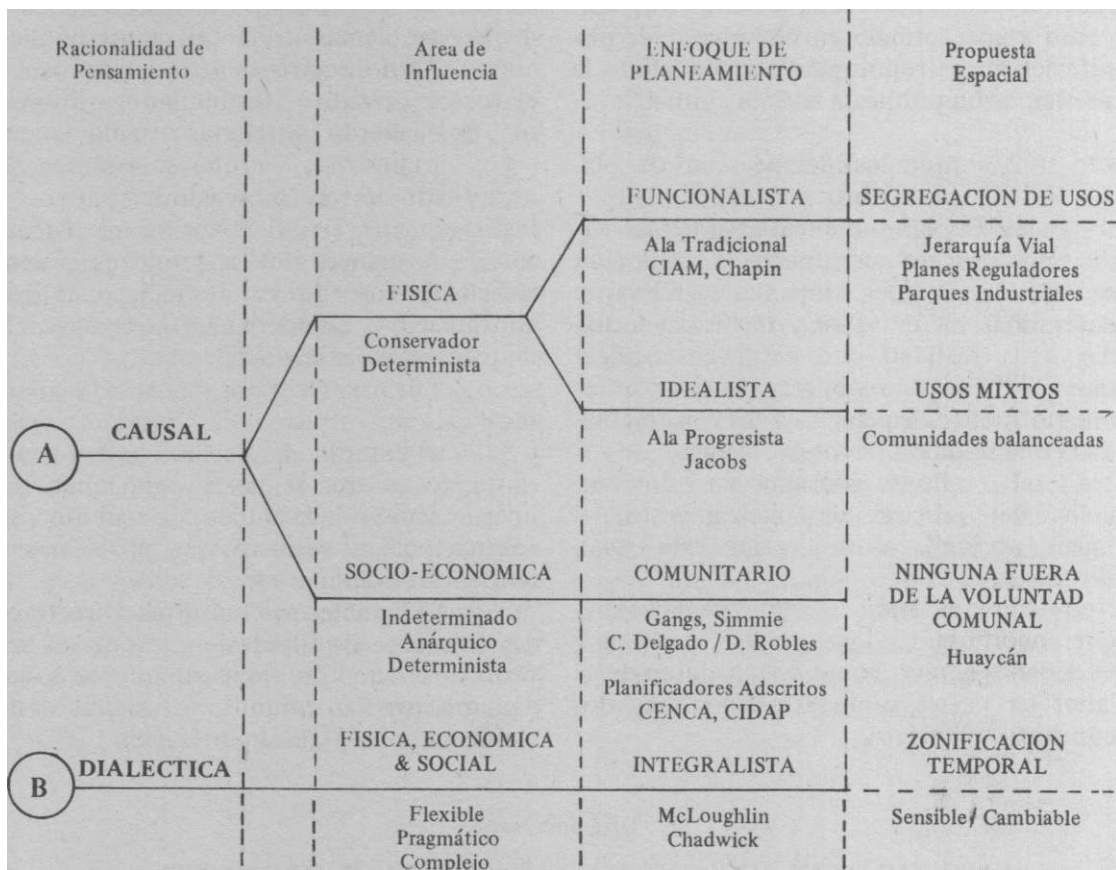 Racionalidad de
Pensamiento
Area de
Influencia
ENFOQUE DE
PLANEAMIENTO
Propuesta
Espacial
FUNCIONALISTA
SEGREGACION DE USOS
Ala Tradicional
CIAM, Chapin
Jerarquía Vial
Planes Reguladores
Parques Industriales
FISICA
Conservador
Determinista
IDEALISTA
USOS MIXTOS
A
CAUSAL
Ala Progresista
Jacobs
Comunidades balanceadas
SOCIO-ECONOMICA
COMUNITARIO
NINGUNA FUERA
DE LA VOLUNTAD
COMUNAL
Huaycán
Indeterminado
Anárquico
Determinista
Gangs, Simmie
C. Delgado / D. Robles
Planificadores Adscritos
CENCA, CIDAP
B
DIALECTICA
FISICA, ECONOMICA
& SOCIAL
INTEGRALISTA
ZONIFICACION
TEMPORAL
Flexible
Pragmático
Complejo
McLoughlin
Chadwick
Sensible/ Cambiable